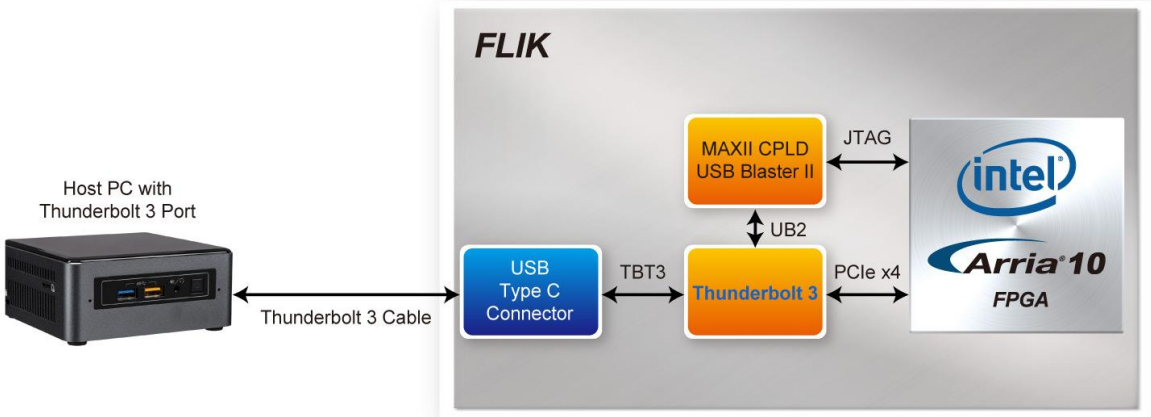 FLIK
MAXII CPLD
USB Blaster II
JTAG
intel
Host PC with
Thunderbolt 3 Port
UB2
USB
Type C
Connector
TBT3
Thunderbolt 3
PCIe x4
Arria® 10
FPGA
Thunderbolt 3 Cable